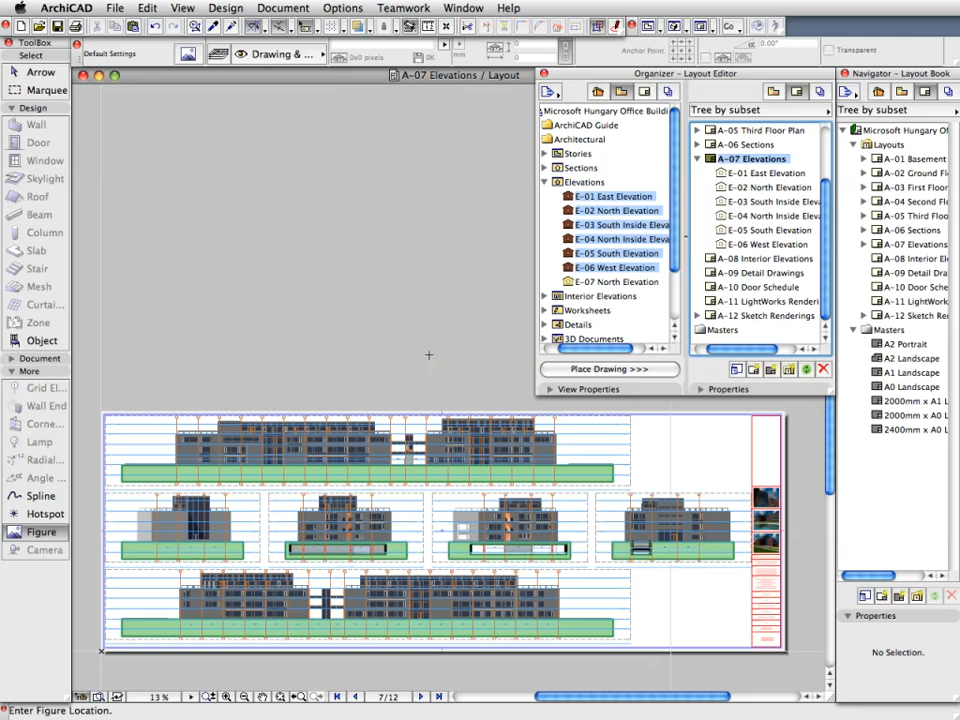 ArchiCAD File Edit View Design Document Options Teamwork Window Help
Go...
ToolBox
Select
Arrow
Marquee
Design
Wall
Door
Window
Skylight
Roof
Beam
Column
Slab
Stair
Mesh
Curtai...
Zone
Object
Document
More
Grid El...
Wall End
Corne...
Lamp
Radial...
Angle ...
Spline
Hotspot
Figure
Camera
Default Settings
Drawing & ...
0x0 pixels
OK
Anchor Point:
0.00°
Transparent
A-07 Elevations / Layout
Organizer - Layout Editor
Microsoft Hungary Office Buildi
ArchiCAD Guide
Architectural
Stories
Sections
Elevations
E-01 East Elevation
E-02 North Elevation
E-03 South Inside Eleva
E-04 North Inside Eleva
E-05 South Elevation
E-06 West Elevation
E-07 North Elevation
Interior Elevations
Worksheets
Details
3D Documents
Place Drawing >>>
View Properties
Tree by subset
A-05 Third Floor Plan
A-06 Sections
A-07 Elevations
E-01 East Elevation
E-02 North Elevation
E-03 South Inside Eleva
E-04 North Inside Eleva
E-05 South Elevation
E-06 West Elevation
A-08 Interior Elevations
A-09 Detail Drawings
A-10 Door Schedule
A-11 LightWorks Renderi
A-12 Sketch Renderings
Masters
Properties
Navigator - Layout Book
Tree by subset
Microsoft Hungary Of
Layouts
A-01 Basement
A-02 Ground Fl
A-03 First Floor
A-04 Second Fl
A-05 Third Floo
A-06 Sections
A-07 Elevations
A-08 Interior El
A-09 Detail Dra
A-10 Door Sche
A-11 LightWorks
A-12 Sketch Re
Masters
A2 Portrait
A2 Landscape
A1 Landscape
A0 Landscape
2000mm x A1 L
2000mm x A0 L
2400mm x A0 L
Properties
No Selection.
13 %
7/12
Enter Figure Location.